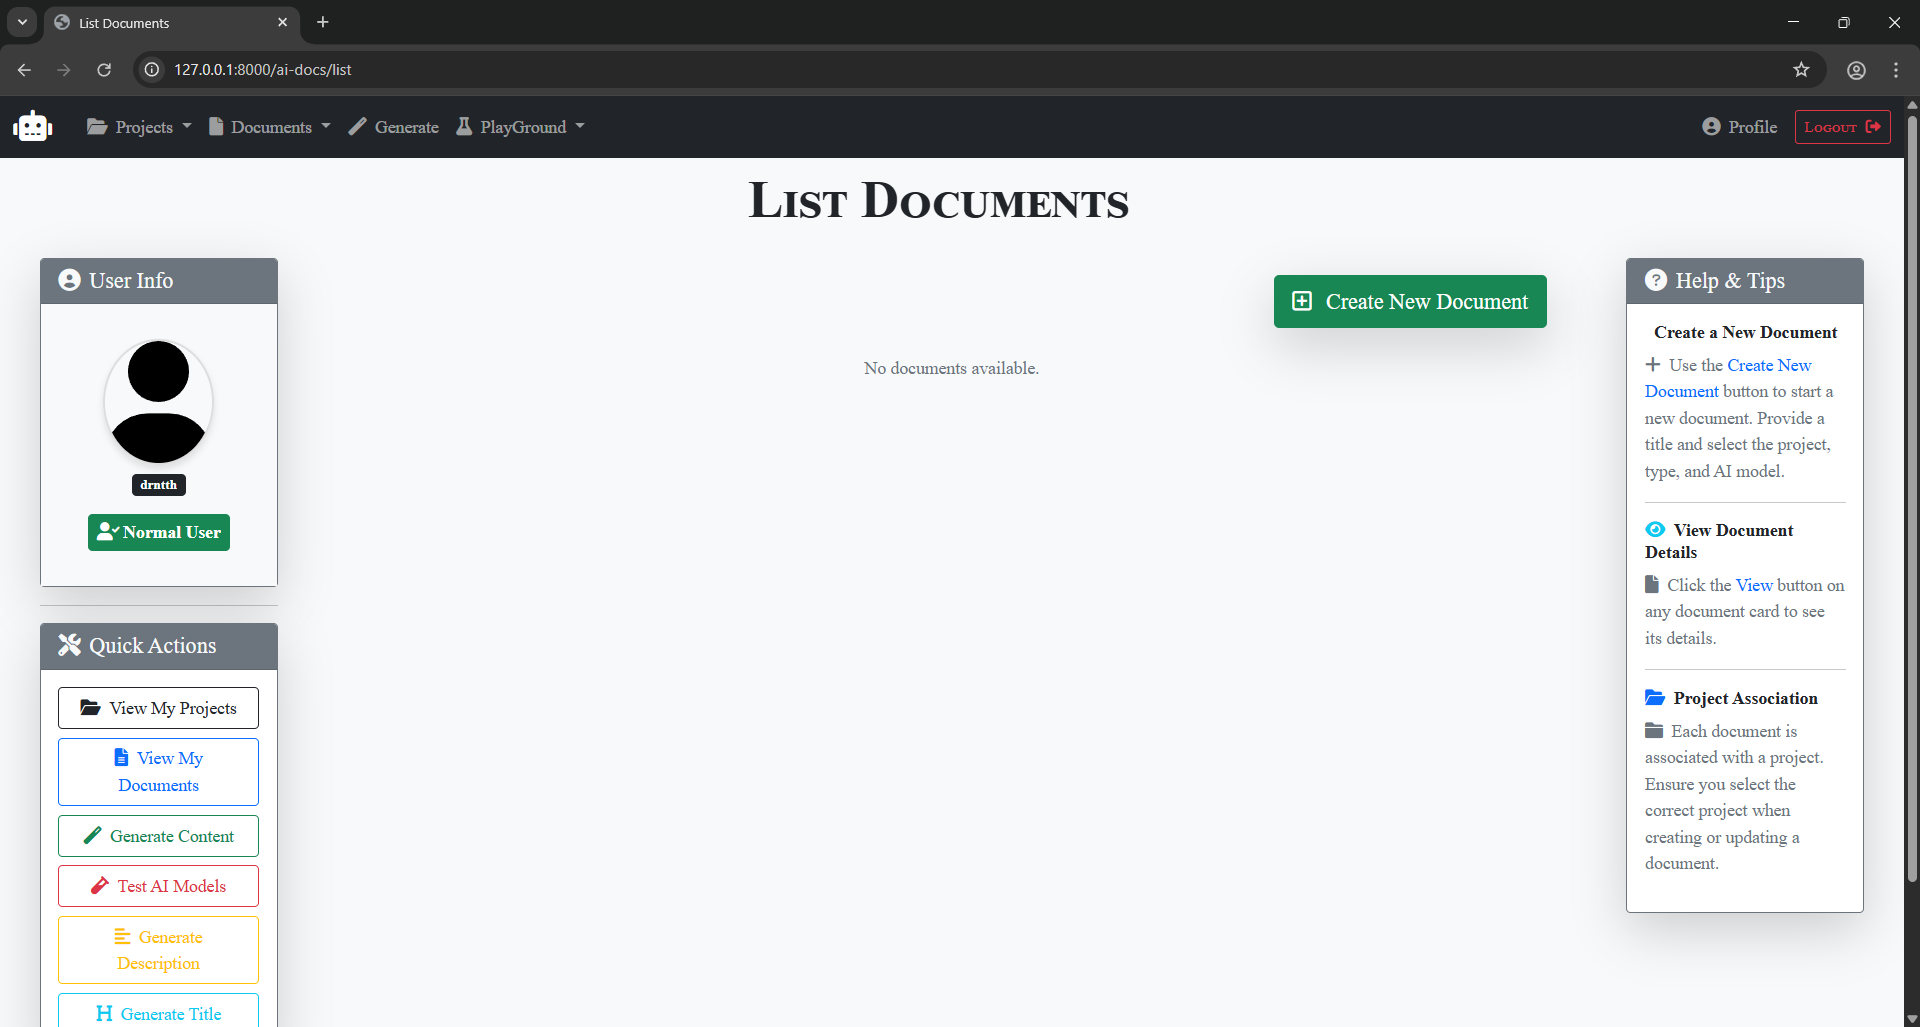 List Documents
127.0.0.1:8000/ai-docs/list
Projects
Documents
Generate
PlayGround
Profile
Logout
List Documents
User Info
drntth
Normal User
Quick Actions
View My Projects
View My
Documents
Generate Content
Test AI Models
Generate
Description
Generate Title
Create New Document
No documents available.
Help & Tips
Create a New Document
Use the Create New
Document button to start a
new document. Provide a
title and select the project,
type, and AI model.
View Document
Details
Click the View button on
any document card to see
its details.
Project Association
Each document is
associated with a project.
Ensure you select the
correct project when
creating or updating a
document.